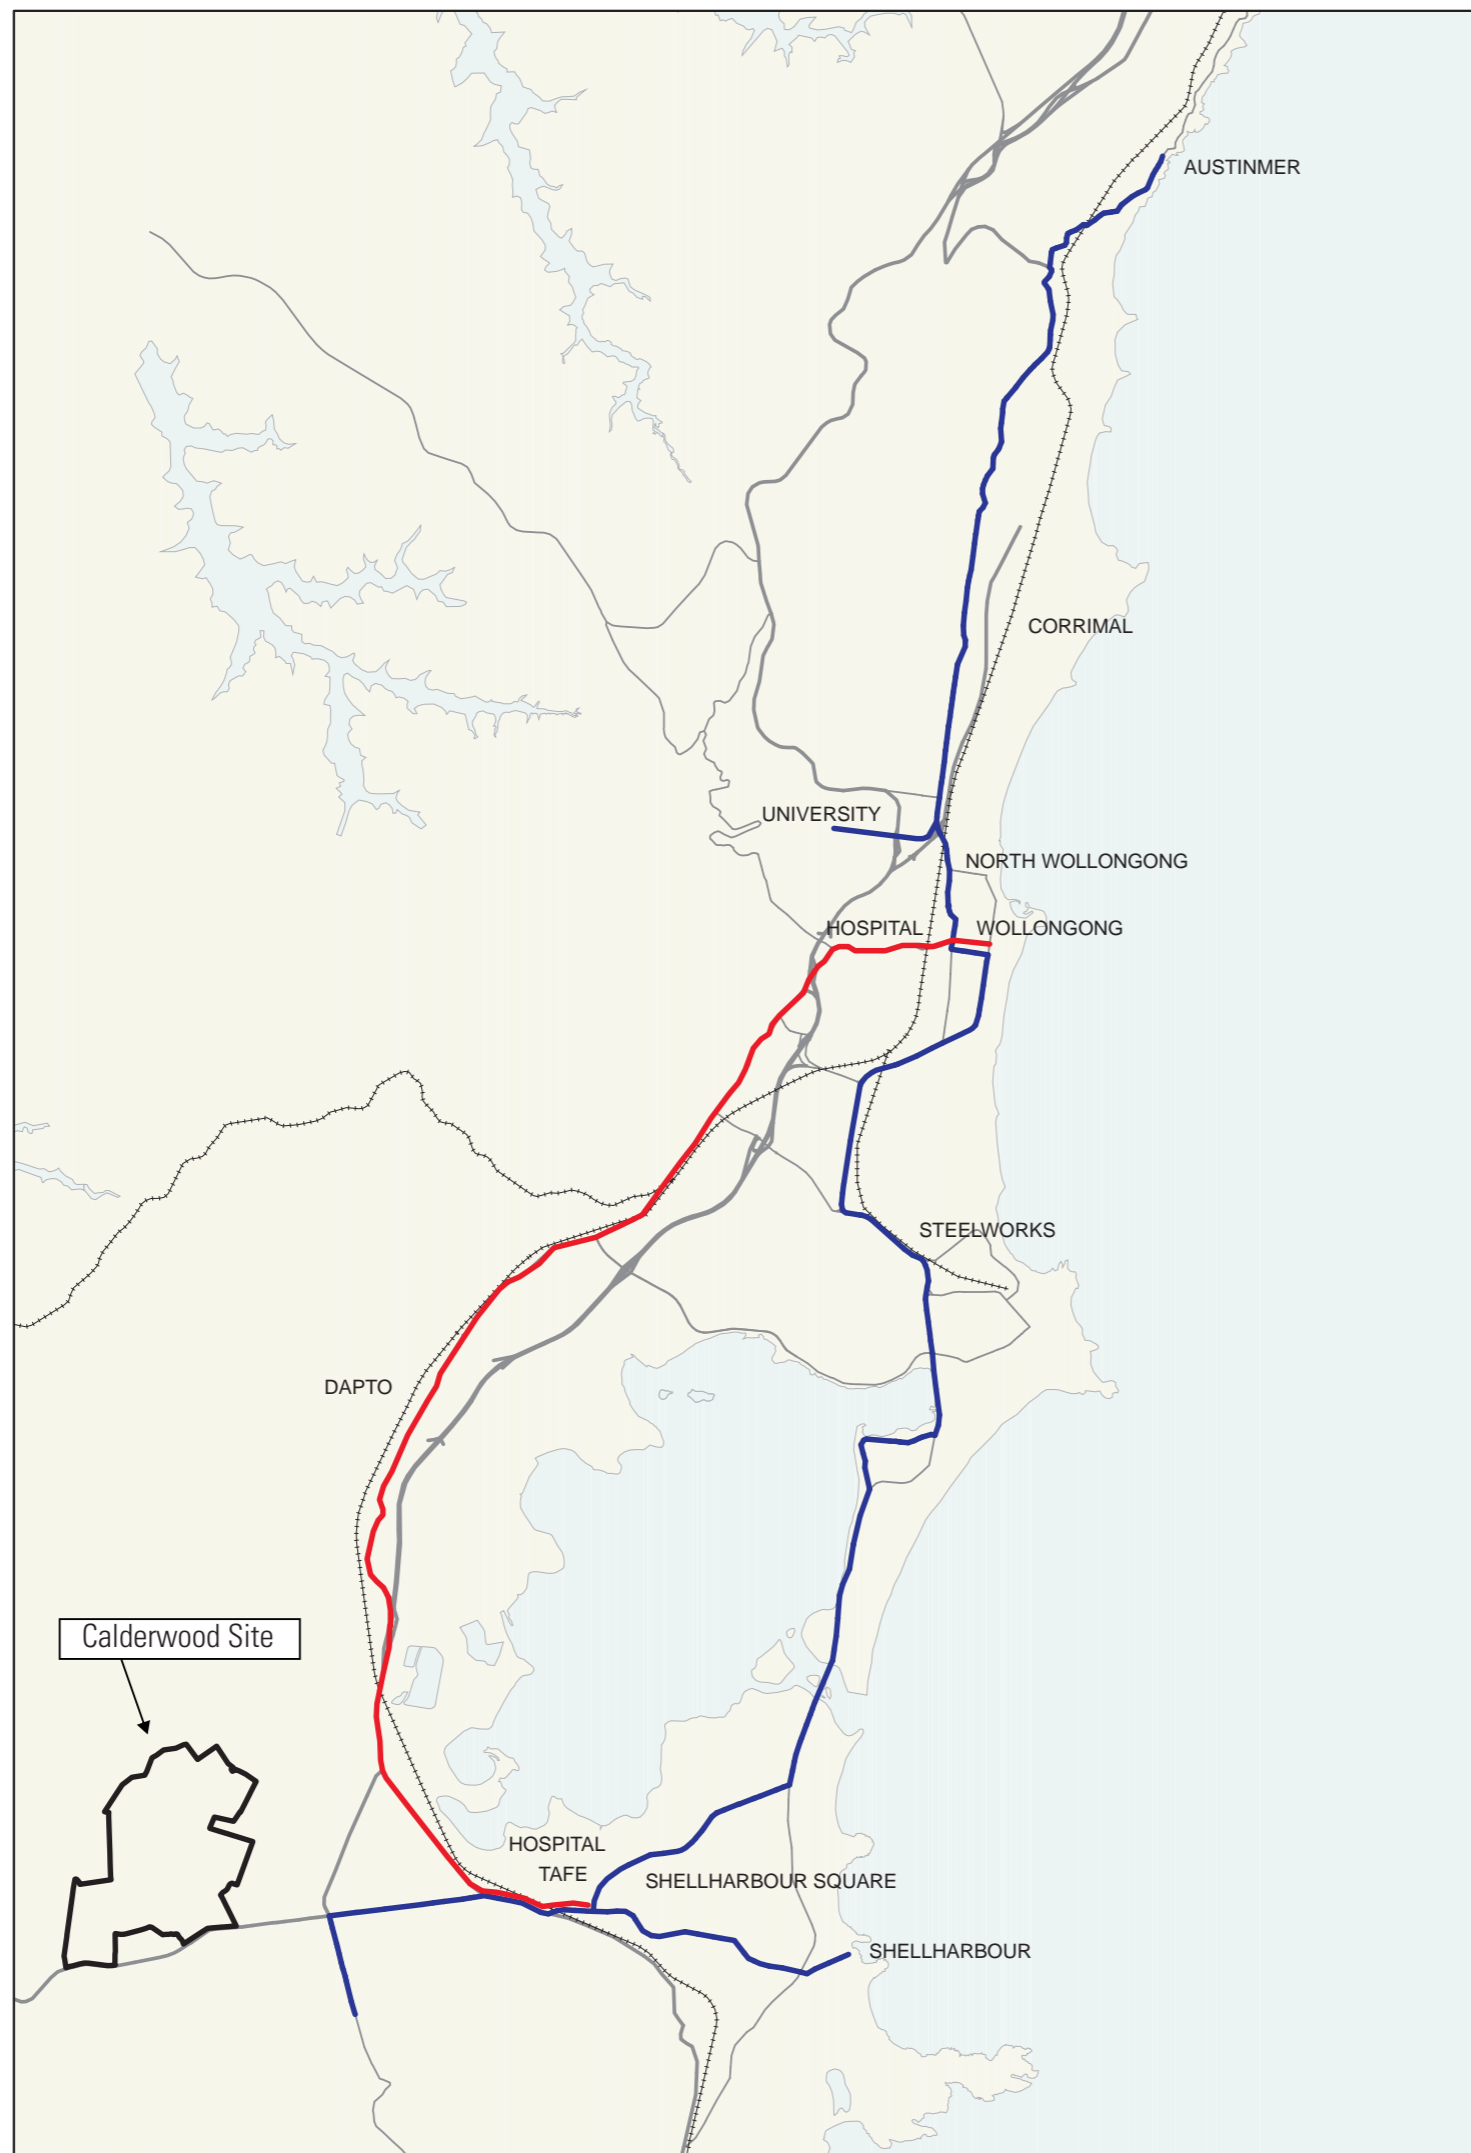 AUSTINMER
CORRIMAL
UNIVERSITY
NORTH WOLLONGONG
HOSPITAL
WOLLONGONG
STEELWORKS
DAPTO
Calderwood Site
HOSPITAL
TAFE
SHELLHARBOUR SQUARE
SHELLHARBOUR